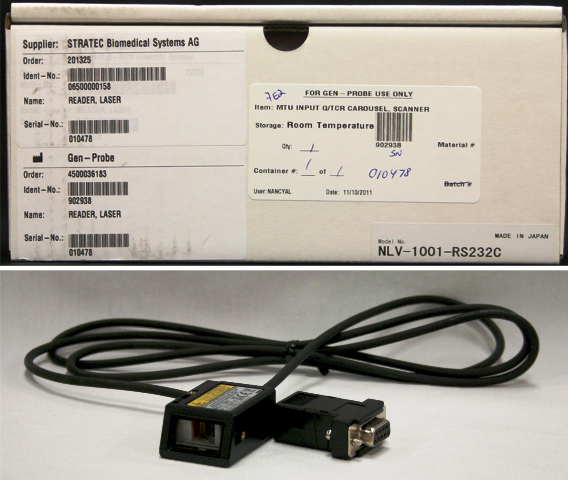 Supplier: STRATEC Biomedical Systems AG
Order: 201325
Ident-No.:
06500000158
Name: READER, LASER
Serial-No.:
010478
Gen-Probe
Order: 4500036183
Ident-No.:
902938
Name: READER, LASER
Serial-No.:
010478
762
FOR GEN-PROBE USE ONLY
Item: MTU INPUT Q/TCR CAROUSEL, SCANNER
Storage: Room Temperature
Qty: 1
902938
Material #
SN
Container #: 1 of 1
010478
Batch #
User: NANCYAL
Date: 11/10/2011
MADE IN JAPAN
Model No
NLV-1001-RS232C